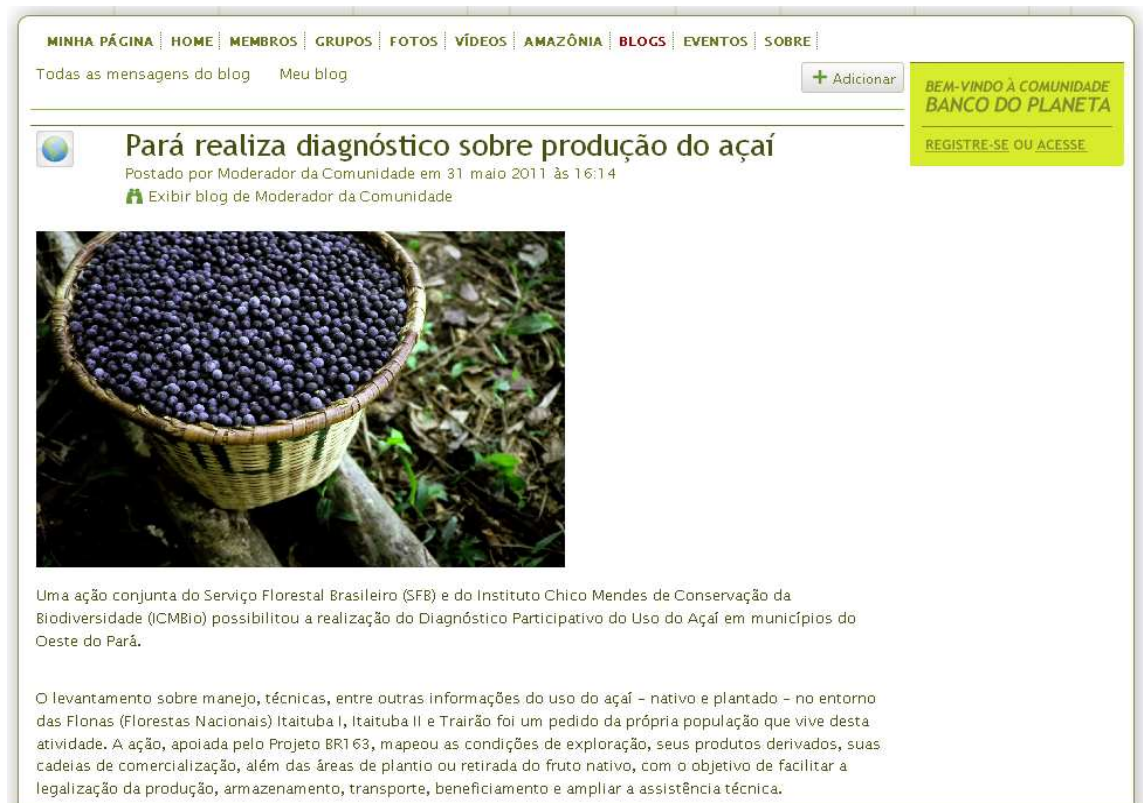 MINHA PÁGINA HOME MEMBROS GRUPOS FOTOS VÍDEOS AMAZÔNIA BLOGS EVENTOS SOBRE
Todas as mensagens do blog Meu blog
+ Adicionar
BEM-VINDO À COMUNIDADE
BANCO DO PLANETA
REGISTRE-SE OU ACESSE
Pará realiza diagnóstico sobre produção do açaí
Postado por Moderador da Comunidade em 31 maio 2011 às 16:14
Exibir blog de Moderador da Comunidade
Uma ação conjunta do Serviço Florestal Brasileiro (SFB) e do Instituto Chico Mendes de Conservação da
Biodiversidade (ICMBio) possibilitou a realização do Diagnóstico Participativo do Uso do Açaí em municípios do
Oeste do Pará.
O levantamento sobre manejo, técnicas, entre outras informações do uso do açaí – nativo e plantado – no entorno
das Flonas (Florestas Nacionais) Itaituba I, Itaituba II e Trairão foi um pedido da própria população que vive desta
atividade. A ação, apoiada pelo Projeto BR163, mapeou as condições de exploração, seus produtos derivados, suas
cadeias de comercialização, além das áreas de plantio ou retirada do fruto nativo, com o objetivo de facilitar a
legalização da produção, armazenamento, transporte, beneficiamento e ampliar a assistência técnica.